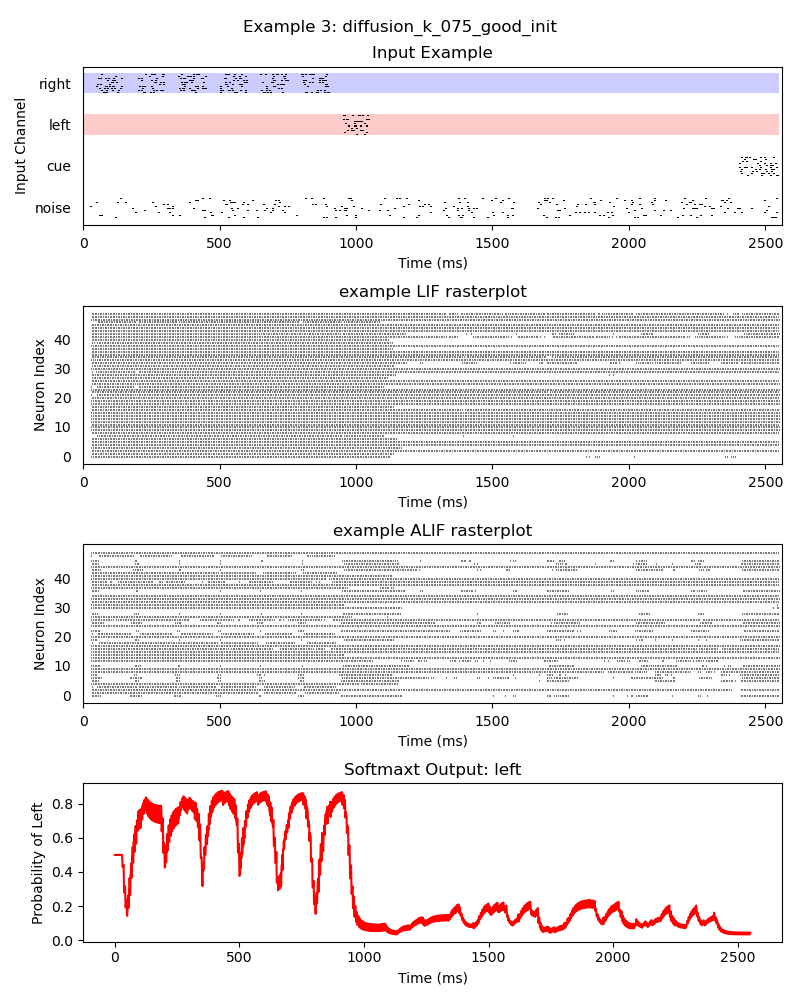 Example 3: diffusion_k_075_good_init
Input Example
Input Channel
right
left
cue
noise
0 500 1000 1500 2000 2500
Time (ms)
example LIF rasterplot
Neuron Index
40
30
20
10
0
0 500 1000 1500 2000 2500
Time (ms)
example ALIF rasterplot
Neuron Index
40
30
20
10
0
0 500 1000 1500 2000 2500
Time (ms)
Softmaxt Output: left
Probability of Left
0.8
0.6
0.4
0.2
0.0
0 500 1000 1500 2000 2500
Time (ms)